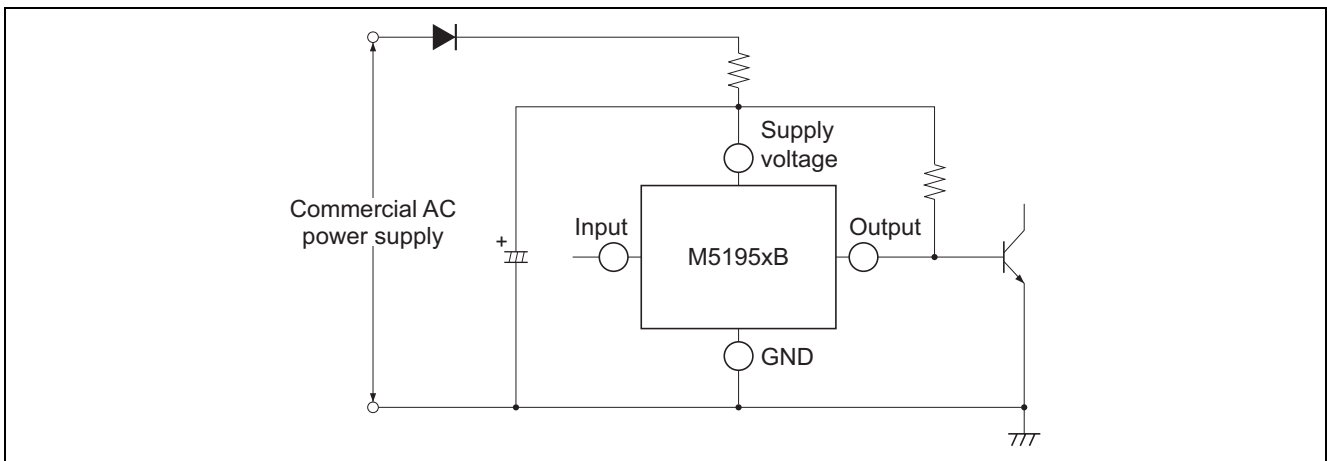 Supply
voltage
Commercial AC
power supply
+
Input
M5195xB
Output
GND